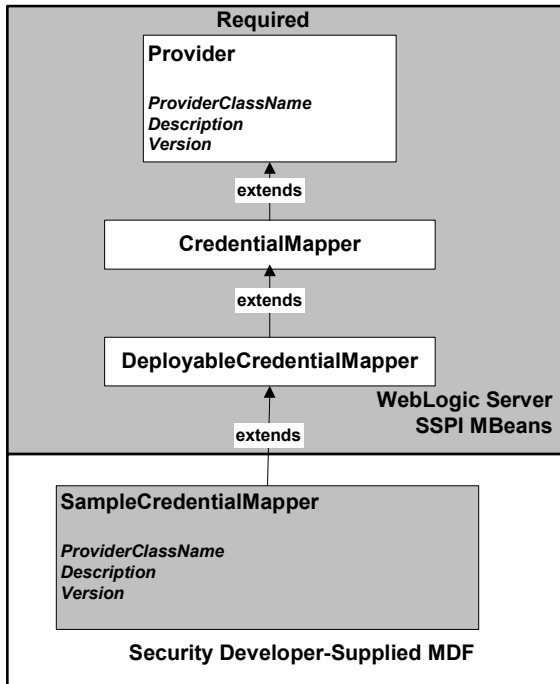 Required
Provider
ProviderClassName
Description
Version
extends
CredentialMapper
extends
DeployableCredentialMapper
WebLogic Server
SSPI MBeans
extends
SampleCredentialMapper
ProviderClassName
Description
Version
Security Developer-Supplied MDF